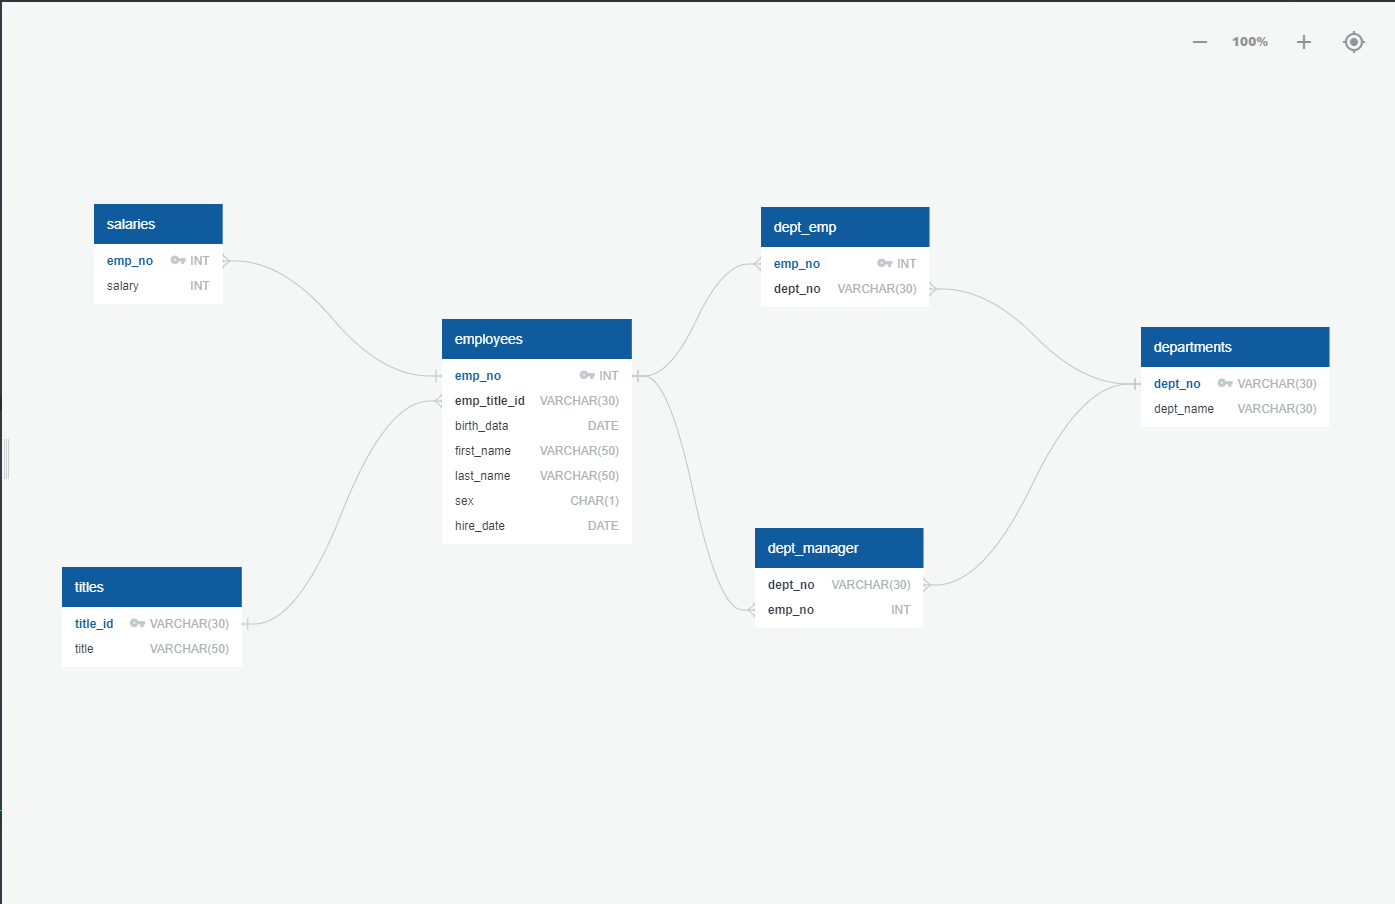 100%
salaries
emp_no INT
salary INT
employees
emp_no INT
emp_title_id VARCHAR(30)
birth_data DATE
first_name VARCHAR(50)
last_name VARCHAR(50)
sex CHAR(1)
hire_date DATE
titles
title_id VARCHAR(30)
title VARCHAR(50)
dept_emp
emp_no INT
dept_no VARCHAR(30)
dept_manager
dept_no VARCHAR(30)
emp_no INT
departments
dept_no VARCHAR(30)
dept_name VARCHAR(30)